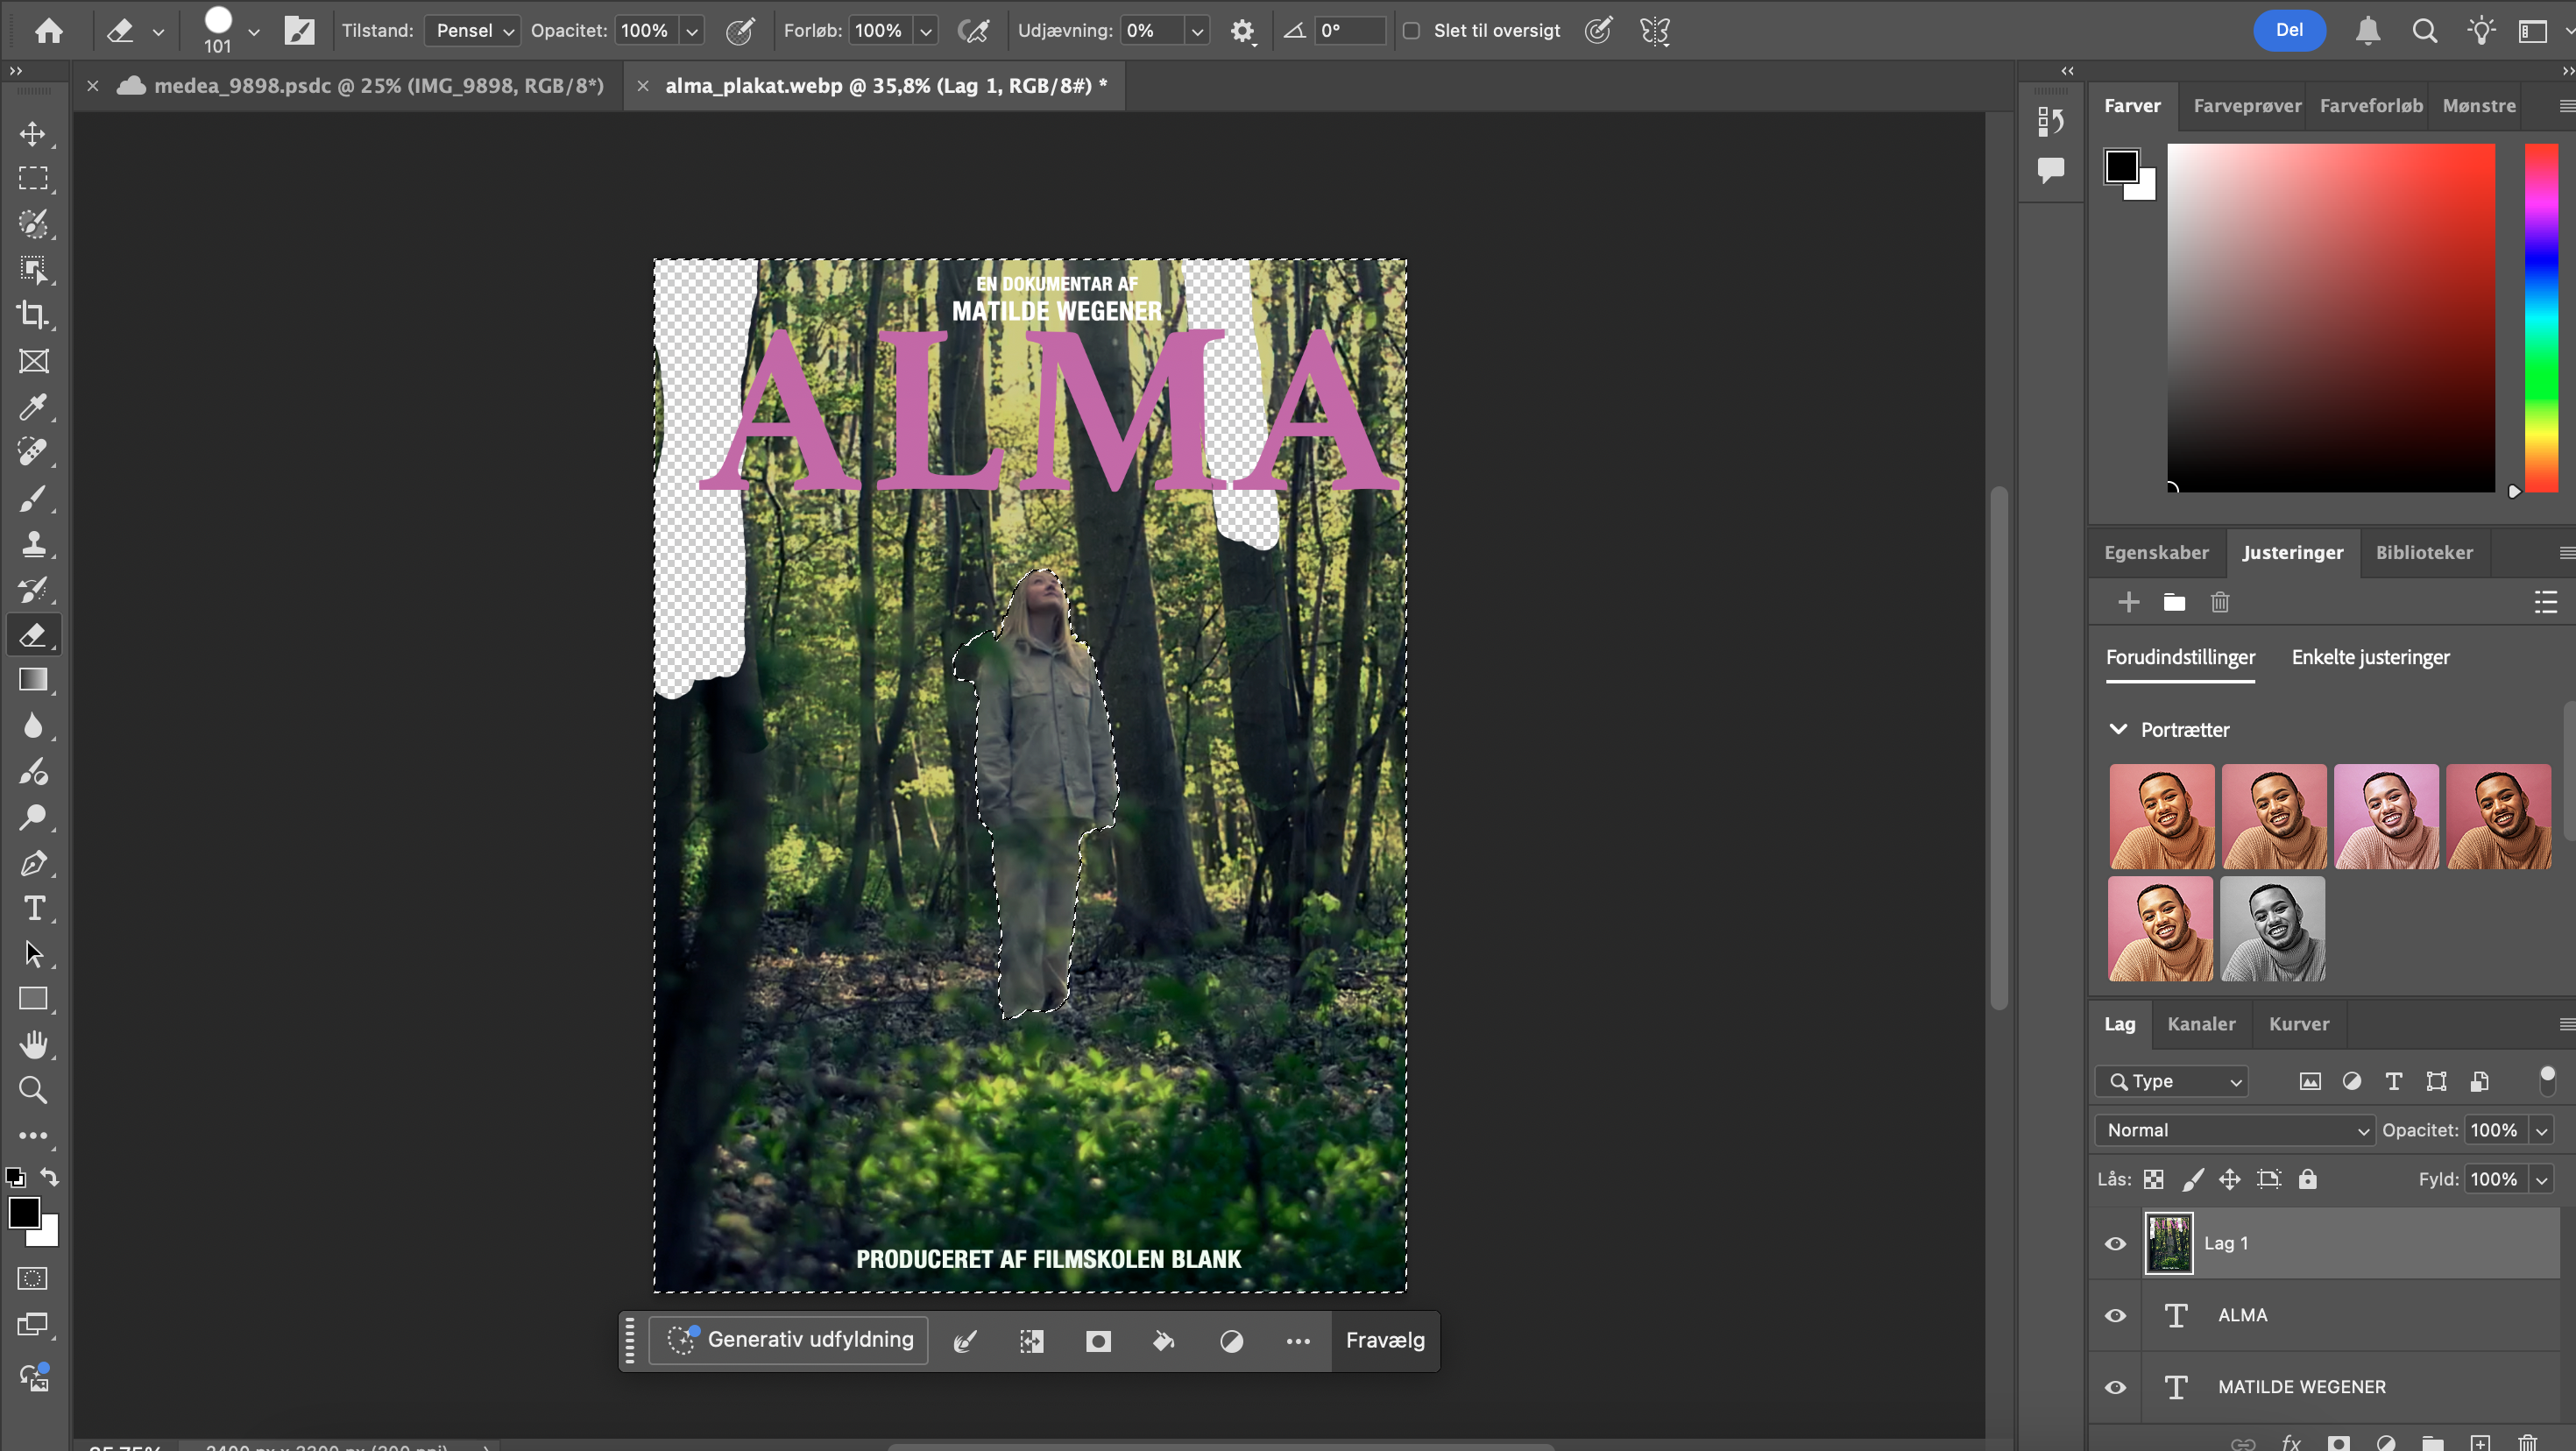 101
Tilstand: Pensel Opacitet: 100% Forløb: 100% Udjævning: 0% 0° Slet til oversigt Del
medea_9898.psdc @ 25% (IMG_9898, RGB/8*)
alma_plakat.webp @ 35,8% (Lag 1, RGB/8#) *
Farver Farveprøver Farveforløb Mønstre
EN DOKUMENTAR AF
MATILDE WEGENER
ALMA
PRODUCERET AF FILMSKOLEN BLANK
Generativ udfyldning Fravælg
Egenskaber Justeringer Biblioteker
Forudindstillinger Enkelte justeringer
Portrætter
Lag Kanaler Kurver
Type
Normal Opacitet: 100%
Lås: Fyld: 100%
Lag 1
ALMA
MATILDE WEGENER
fx